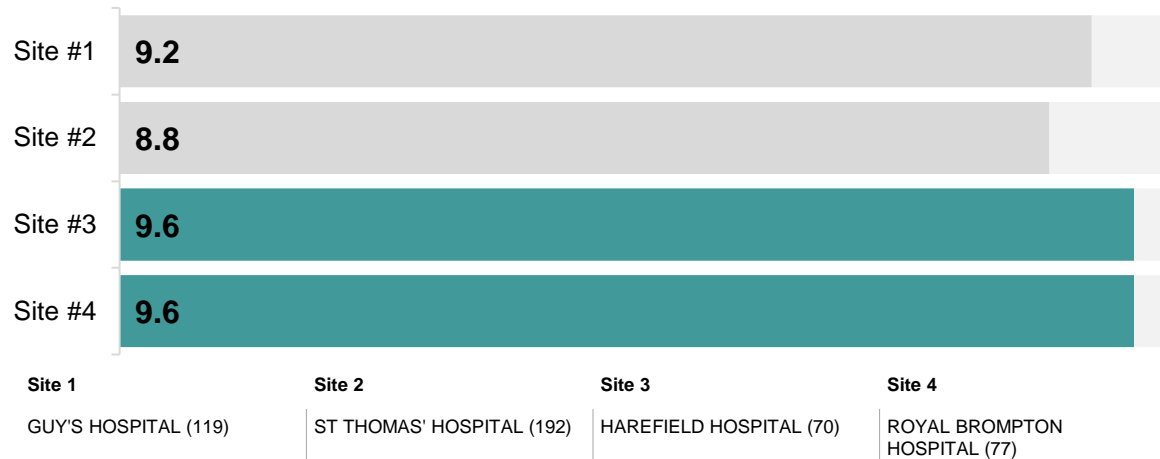 Site #1 9.2
Site #2 8.8
Site #3 9.6
Site #4 9.6
Site 1 Site 2 Site 3 Site 4
GUY'S HOSPITAL (119) ST THOMAS' HOSPITAL (192) HAREFIELD HOSPITAL (70) ROYAL BROMPTON
HOSPITAL (77)